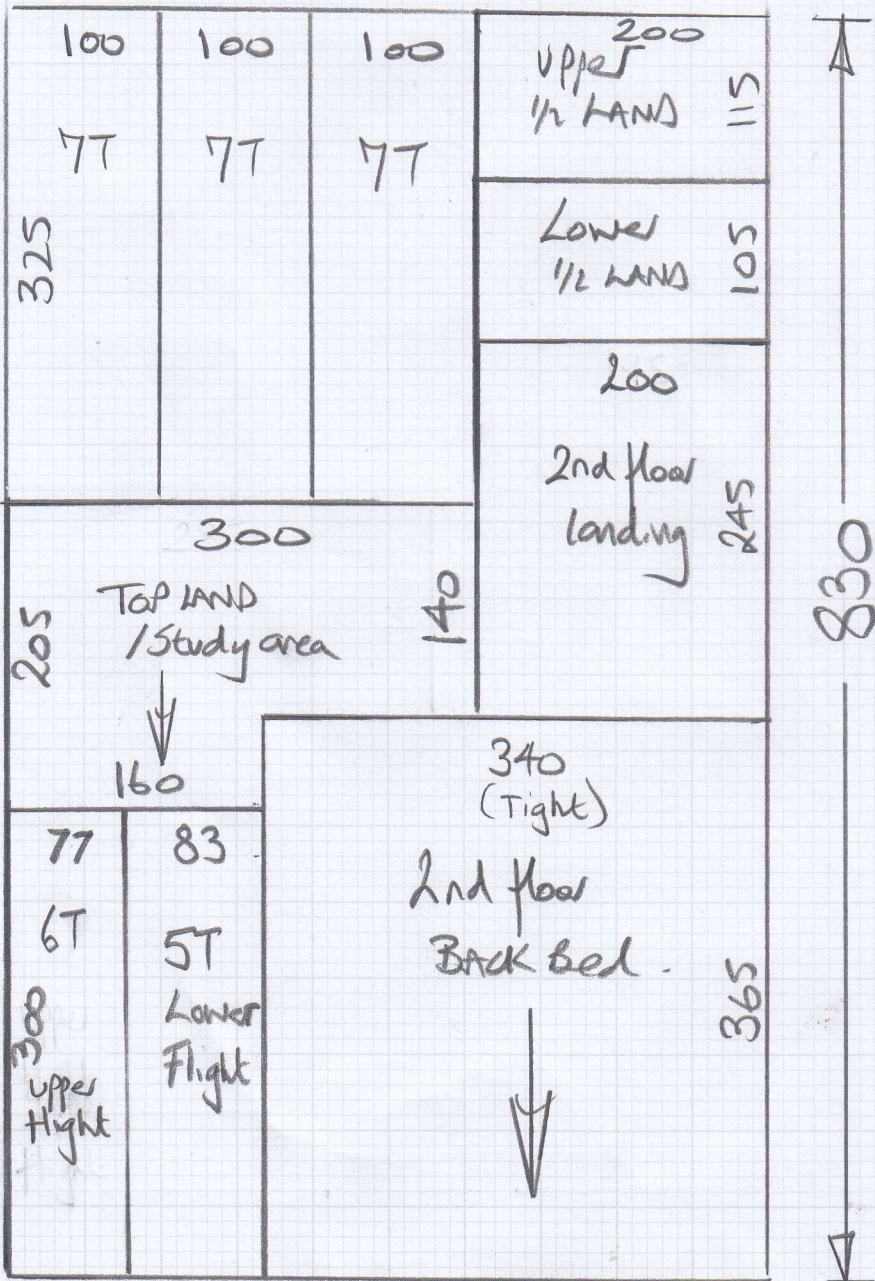 100
100
100
7T
7T
7T
325
200
Upper
1/2 LAND
115
Lower
1/2 LAND
105
200
2nd floor
landing
245
830
300
TOP LAND
/Study area
205
140
160
77
6T
300
upper
flight
83
5T
Lower
Flight
340
(Tight)
2nd floor
BACK Bed.
365